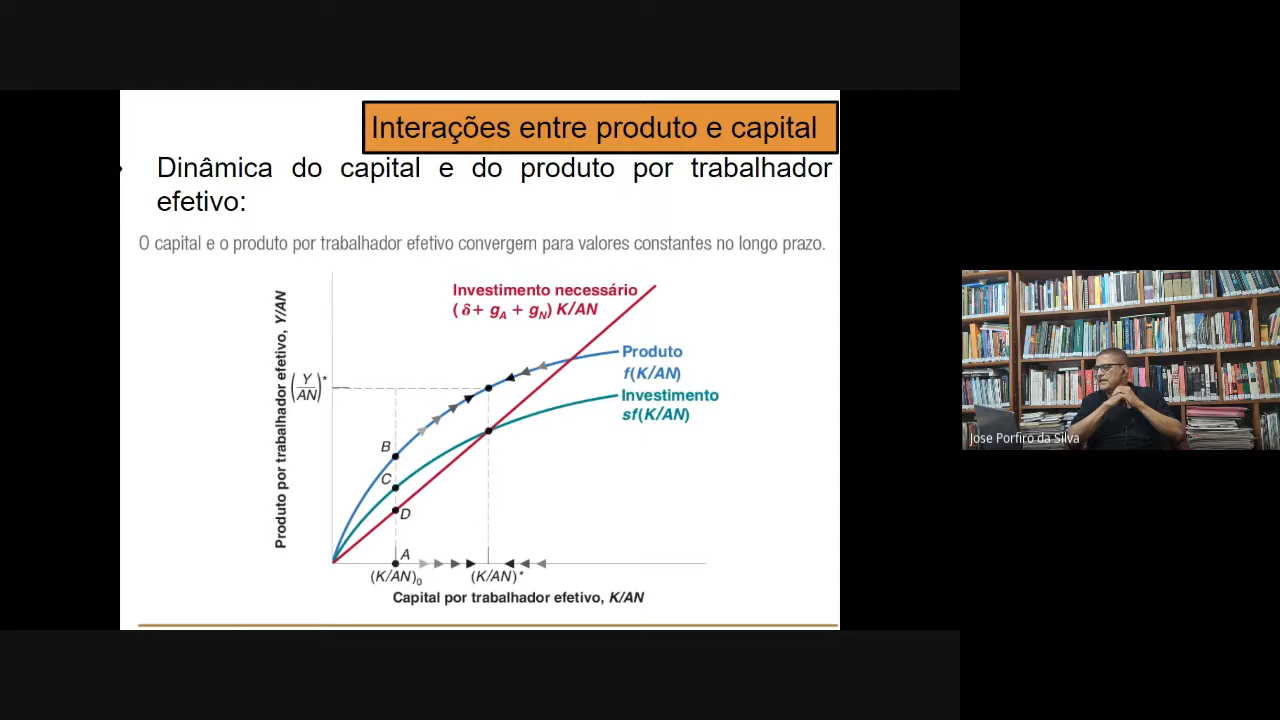 Interações entre produto e capital
Dinâmica do capital e do produto por trabalhador
efetivo:
O capital e o produto por trabalhador efetivo convergem para valores constantes no longo prazo.
Produto por trabalhador efetivo, Y/AN
Investimento necessário
(δ + gA + gN) K/AN
Produto
f(K/AN)
Investimento
sf(K/AN)
(Y/AN)*
B
C
D
A
(K/AN)0
(K/AN)*
Capital por trabalhador efetivo, K/AN
Jose Porfiro da Silva